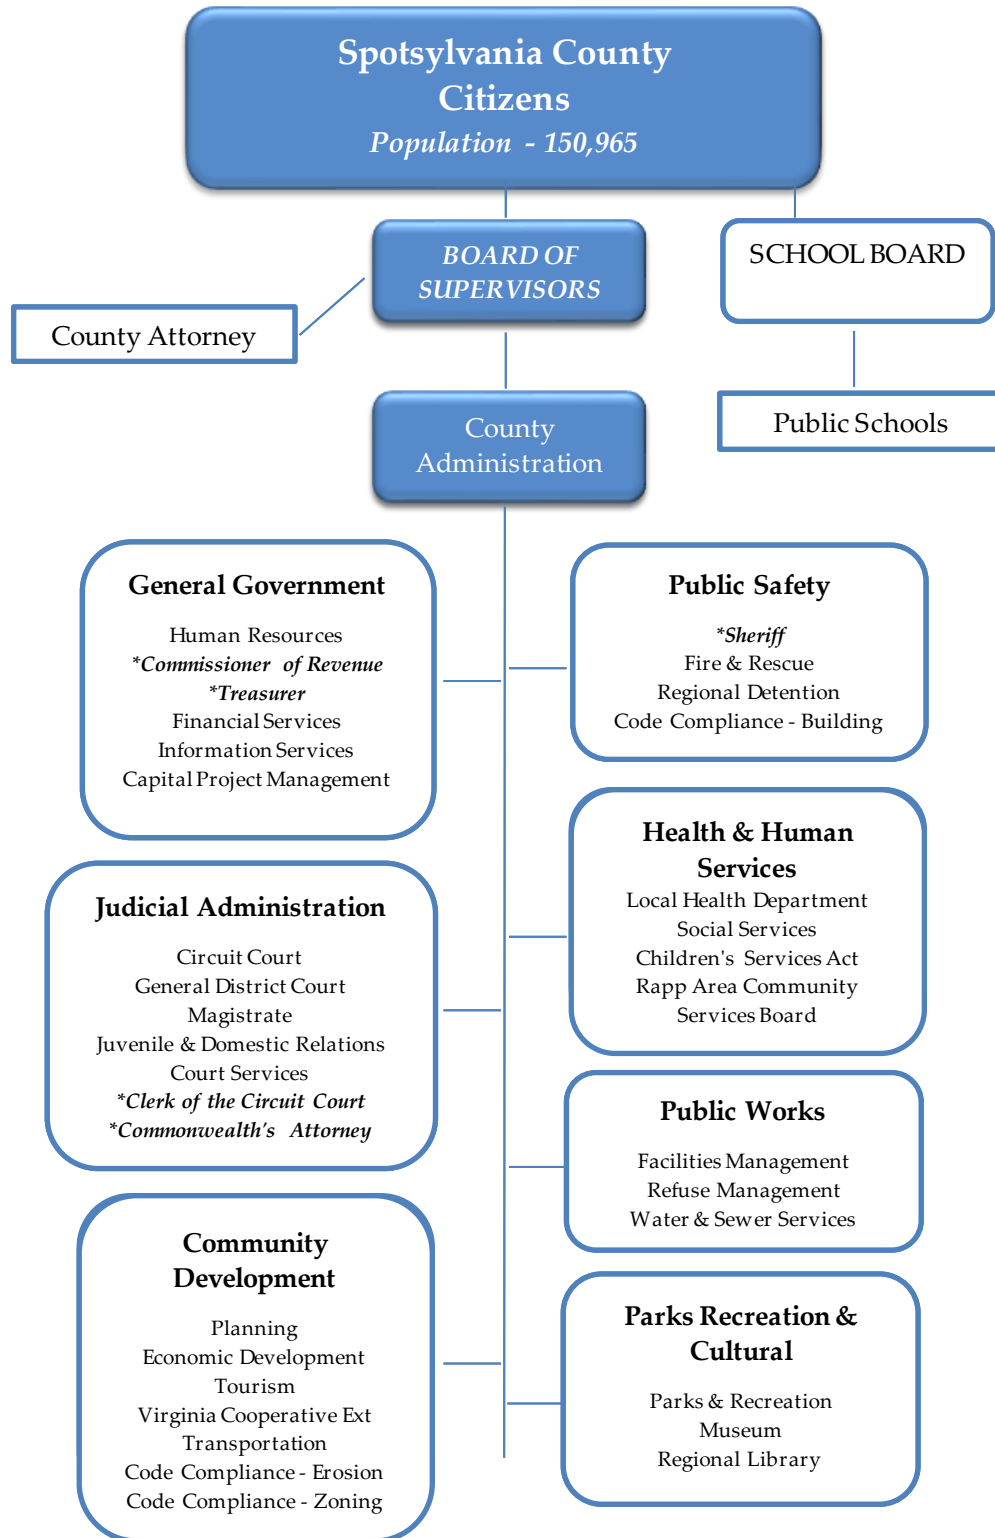 Spotsylvania County
Citizens
Population - 150,965
BOARD OF
SUPERVISORS
SCHOOL BOARD
County Attorney
Public Schools
County
Administration
General Government
Human Resources
*Commissioner of Revenue
*Treasurer
Financial Services
Information Services
Capital Project Management
Public Safety
*Sheriff
Fire & Rescue
Regional Detention
Code Compliance - Building
Health & Human
Services
Local Health Department
Social Services
Children's Services Act
Rapp Area Community
Services Board
Judicial Administration
Circuit Court
General District Court
Magistrate
Juvenile & Domestic Relations
Court Services
*Clerk of the Circuit Court
*Commonwealth's Attorney
Public Works
Facilities Management
Refuse Management
Water & Sewer Services
Community
Development
Planning
Economic Development
Tourism
Virginia Cooperative Ext
Transportation
Code Compliance - Erosion
Code Compliance - Zoning
Parks Recreation &
Cultural
Parks & Recreation
Museum
Regional Library